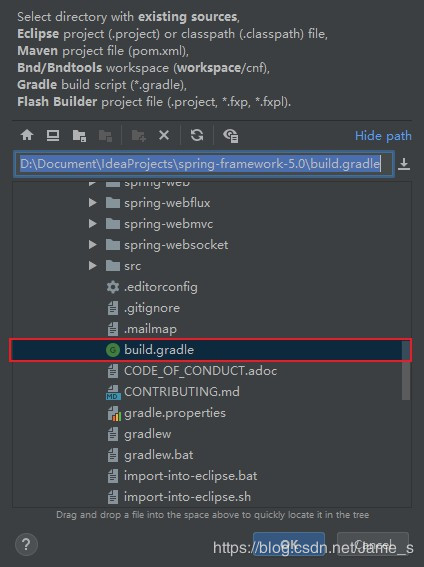 Select directory with existing sources,
Eclipse project (.project) or classpath (.classpath) file,
Maven project file (pom.xml),
Bnd/Bndtools workspace (workspace/cnf),
Gradle build script (*.gradle),
Flash Builder project file (.project, *.fxp, *.fxpl).
Hide path
D:\Document\IdeaProjects\spring-framework-5.0\build.gradle
spring-web
spring-webflux
spring-webmvc
spring-websocket
src
.editorconfig
.gitignore
.mailmap
build.gradle
CODE_OF_CONDUCT.adoc
CONTRIBUTING.md
gradle.properties
gradlew
gradlew.bat
import-into-eclipse.bat
import-into-eclipse.sh
Drag and drop a file into the space above to quickly locate it in the tree
? OK Cancel
https://blog.csdn.net/Jame_s